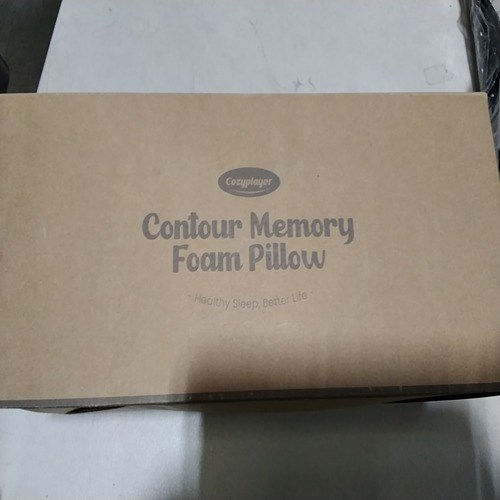 Cozyplayer
Contour Memory
Foam Pillow
Healthy Sleep, Better Life